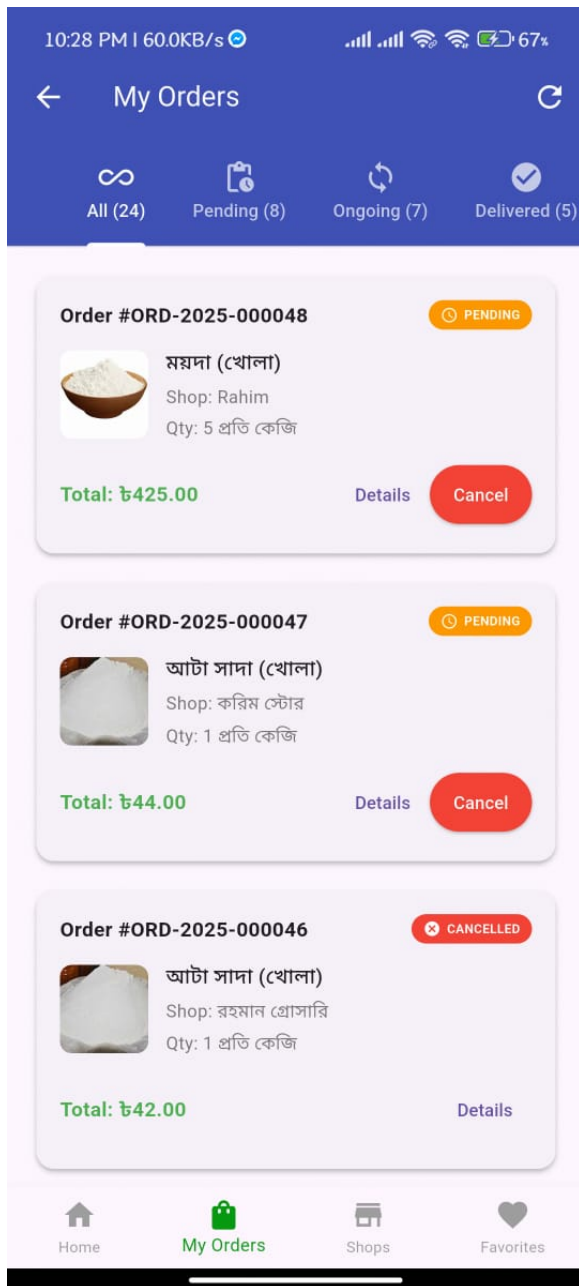 10:28 PM | 60.0KB/s 67%
My Orders
All (24) Pending (8) Ongoing (7) Delivered (5)
Order #ORD-2025-000048 PENDING
ময়দা (খোলা)
Shop: Rahim
Qty: 5 প্রতি কেজি
Total: ৳425.00 Details Cancel
Order #ORD-2025-000047 PENDING
আটা সাদা (খোলা)
Shop: করিম স্টোর
Qty: 1 প্রতি কেজি
Total: ৳44.00 Details Cancel
Order #ORD-2025-000046 CANCELLED
আটা সাদা (খোলা)
Shop: রহমান গ্রোসারি
Qty: 1 প্রতি কেজি
Total: ৳42.00 Details
Home My Orders Shops Favorites